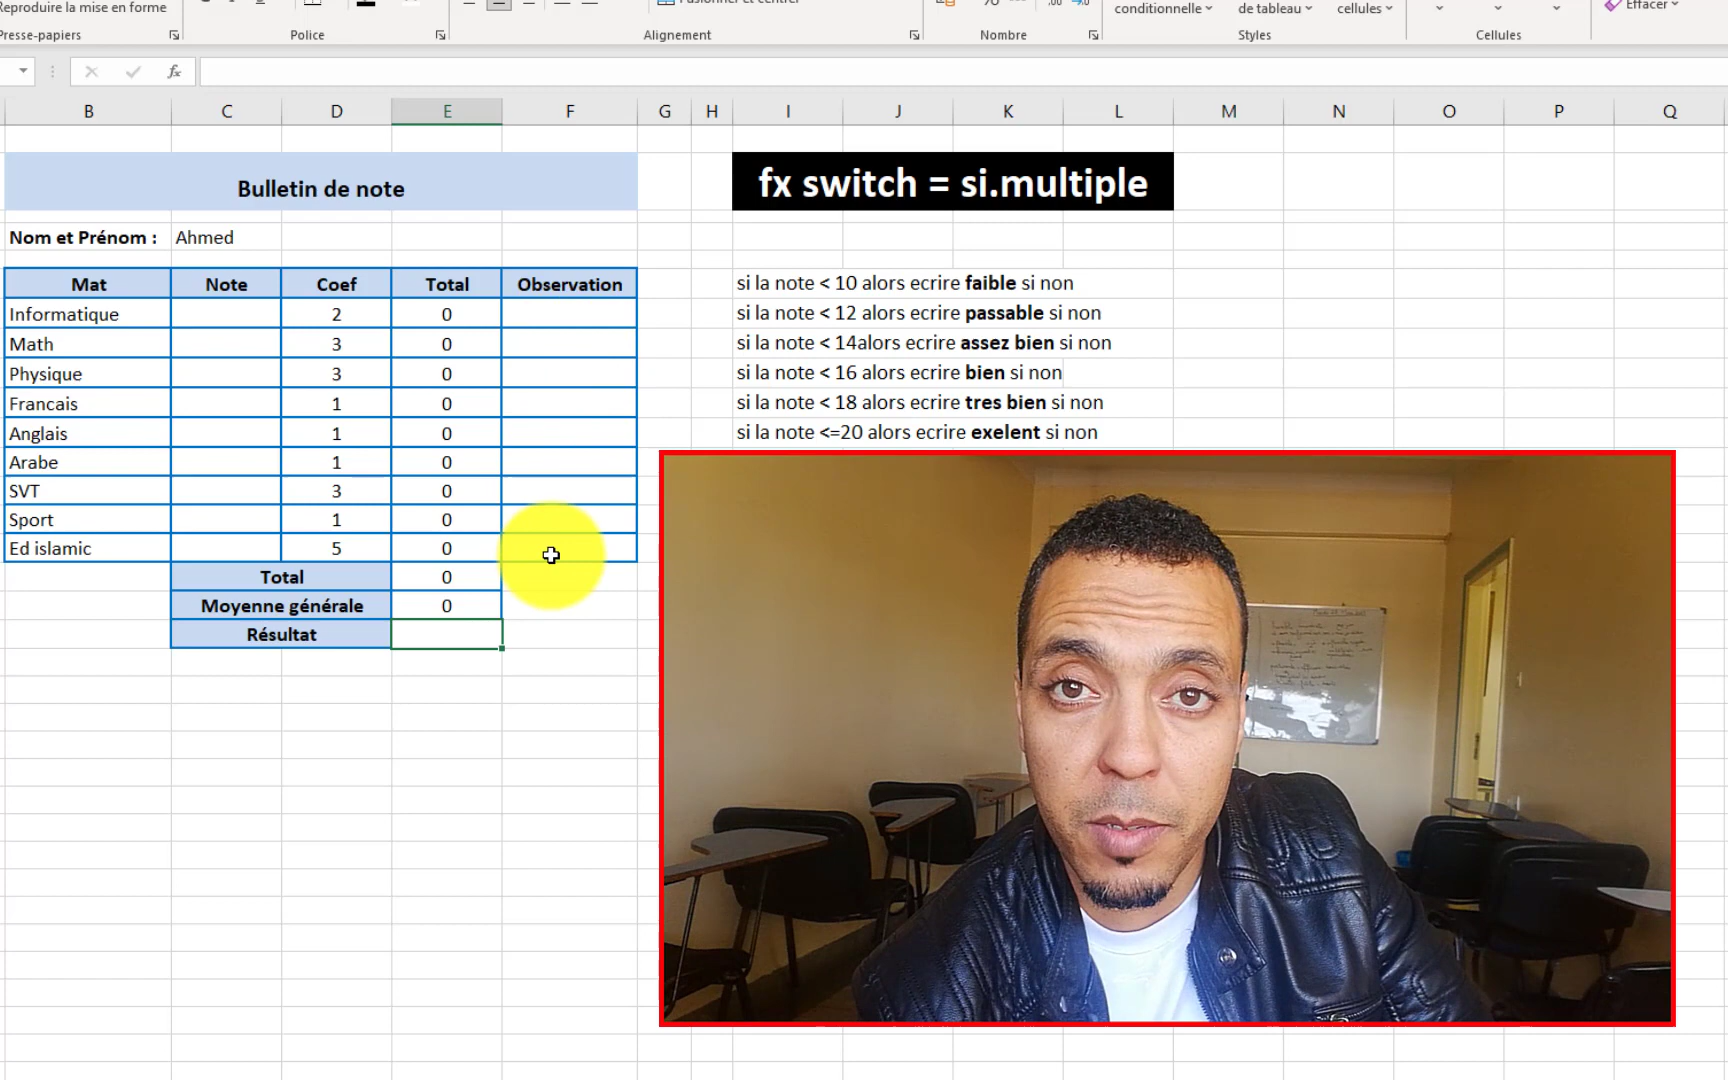 Reproduire la mise en forme
Fusionner et centrer
conditionnelle
de tableau
cellules
Effacer
Presse-papiers
Police
Alignement
Nombre
Styles
Cellules
fx
B C D E F G H I J K L M N O P Q
Bulletin de note
fx switch = si.multiple
Nom et Prénom : Ahmed
Mat Note Coef Total Observation
Informatique 2 0
Math 3 0
Physique 3 0
Francais 1 0
Anglais 1 0
Arabe 1 0
SVT 3 0
Sport 1 0
Ed islamic 5 0
Total 0
Moyenne générale 0
Résultat
si la note < 10 alors ecrire faible si non
si la note < 12 alors ecrire passable si non
si la note < 14alors ecrire assez bien si non
si la note < 16 alors ecrire bien si non
si la note < 18 alors ecrire tres bien si non
si la note <=20 alors ecrire exelent si non